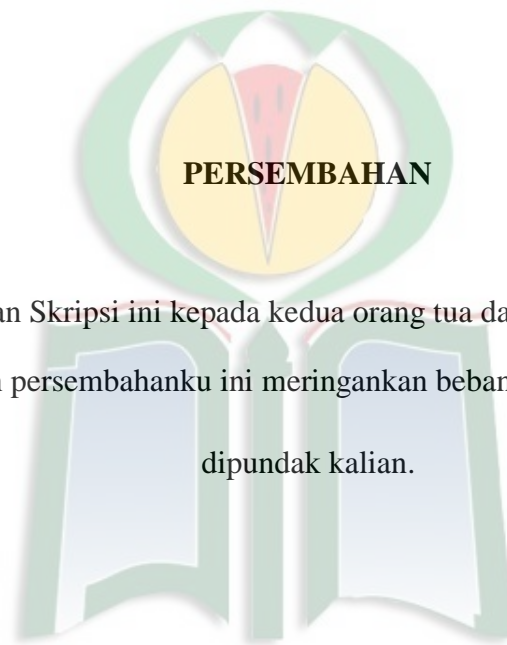 PERSEMBAHAN
an Skripsi ini kepada kedua orang tua da
persembahanku ini meringankan beban
dipundak kalian.